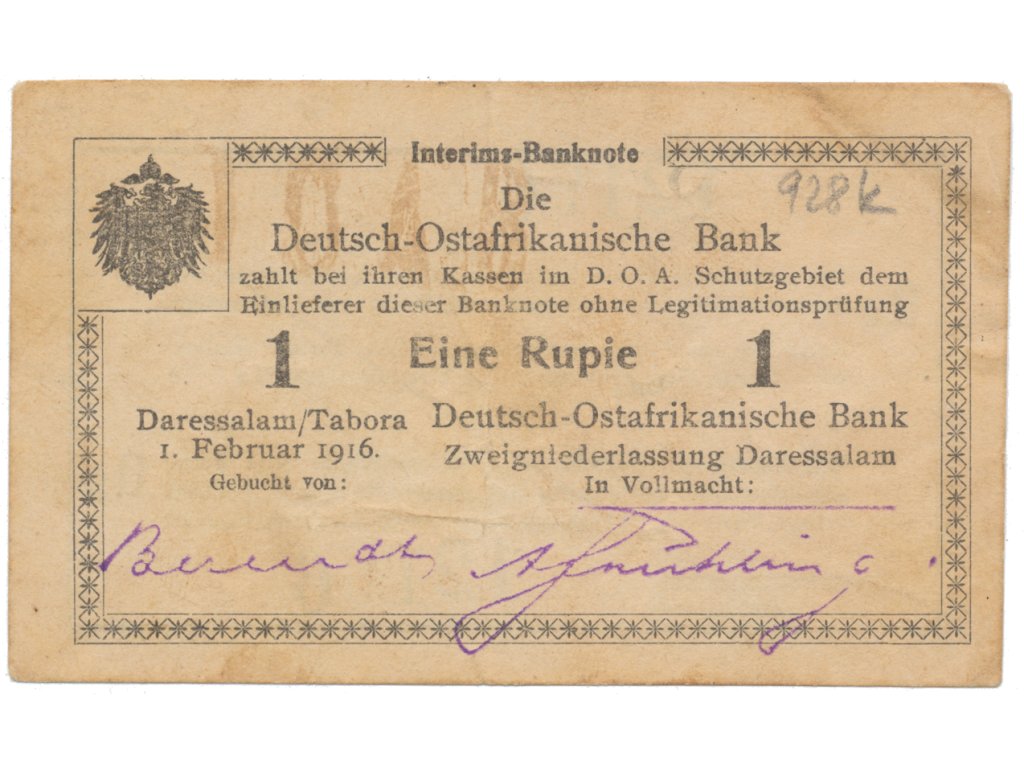 Interims-Banknote
928k
Die
Deutsch-Ostafrikanische Bank
zahlt bei ihren Kassen im D. O. A. Schutzgebiet dem
Einlieferer dieser Banknote ohne Legitimationsprüfung
1 Eine Rupie 1
Daressalam/Tabora
1. Februar 1916.
Gebucht von:
Deutsch-Ostafrikanische Bank
Zweigniederlassung Daressalam
In Vollmacht:
Berendt